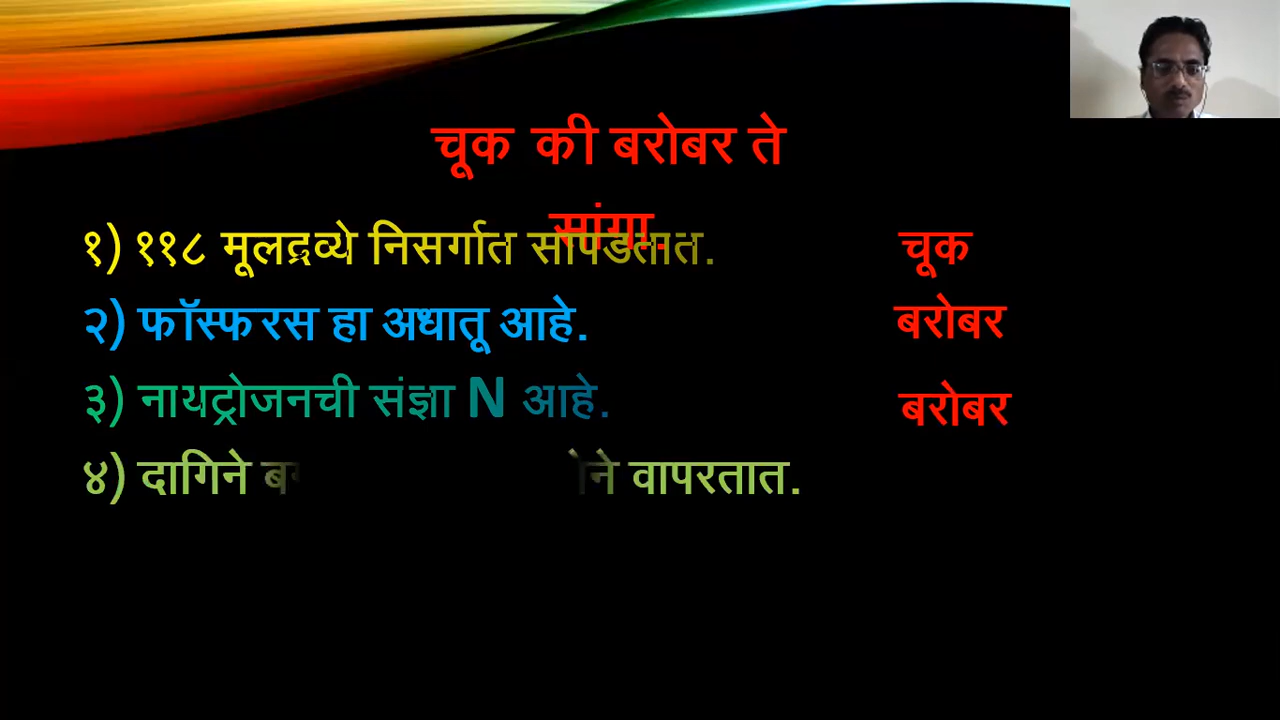 चूक की बरोबर ते
सांगा.
१) ११८ मूलद्रव्ये निसर्गात सापडतात. चूक
२) फॉस्फरस हा अधातू आहे. बरोबर
३) नायट्रोजनची संज्ञा N आहे. बरोबर
४) दागिने वापरतात.